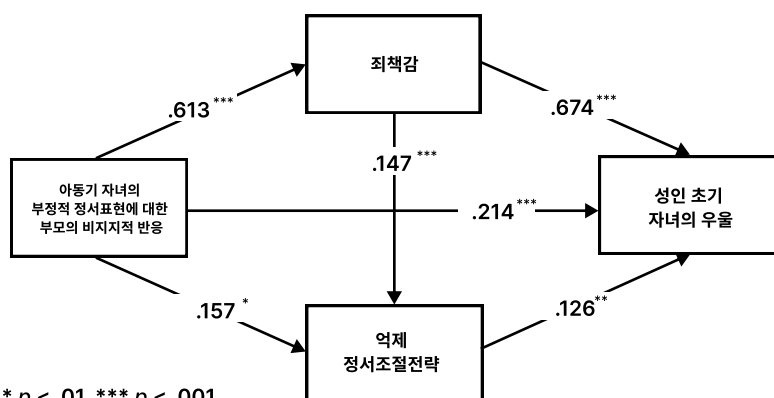 죄책감
.613 ***
.674 ***
.147 ***
아동기 자녀의
부정적 정서표현에 대한
부모의 비지지적 반응
.214 ***
성인 초기
자녀의 우울
.157 *
.126 **
억제
정서조절전략
* p < .01, *** p < .001